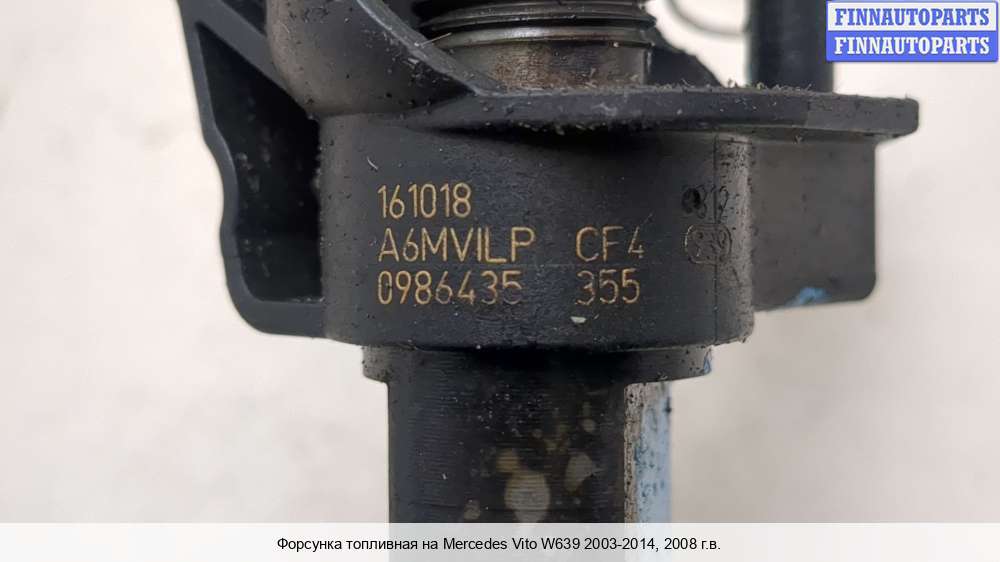 FINNAUTOPARTS
FINNAUTOPARTS
161018
A6MVILP CF4
0986435 355
Форсунка топливная на Mercedes Vito W639 2003-2014, 2008 г.в.